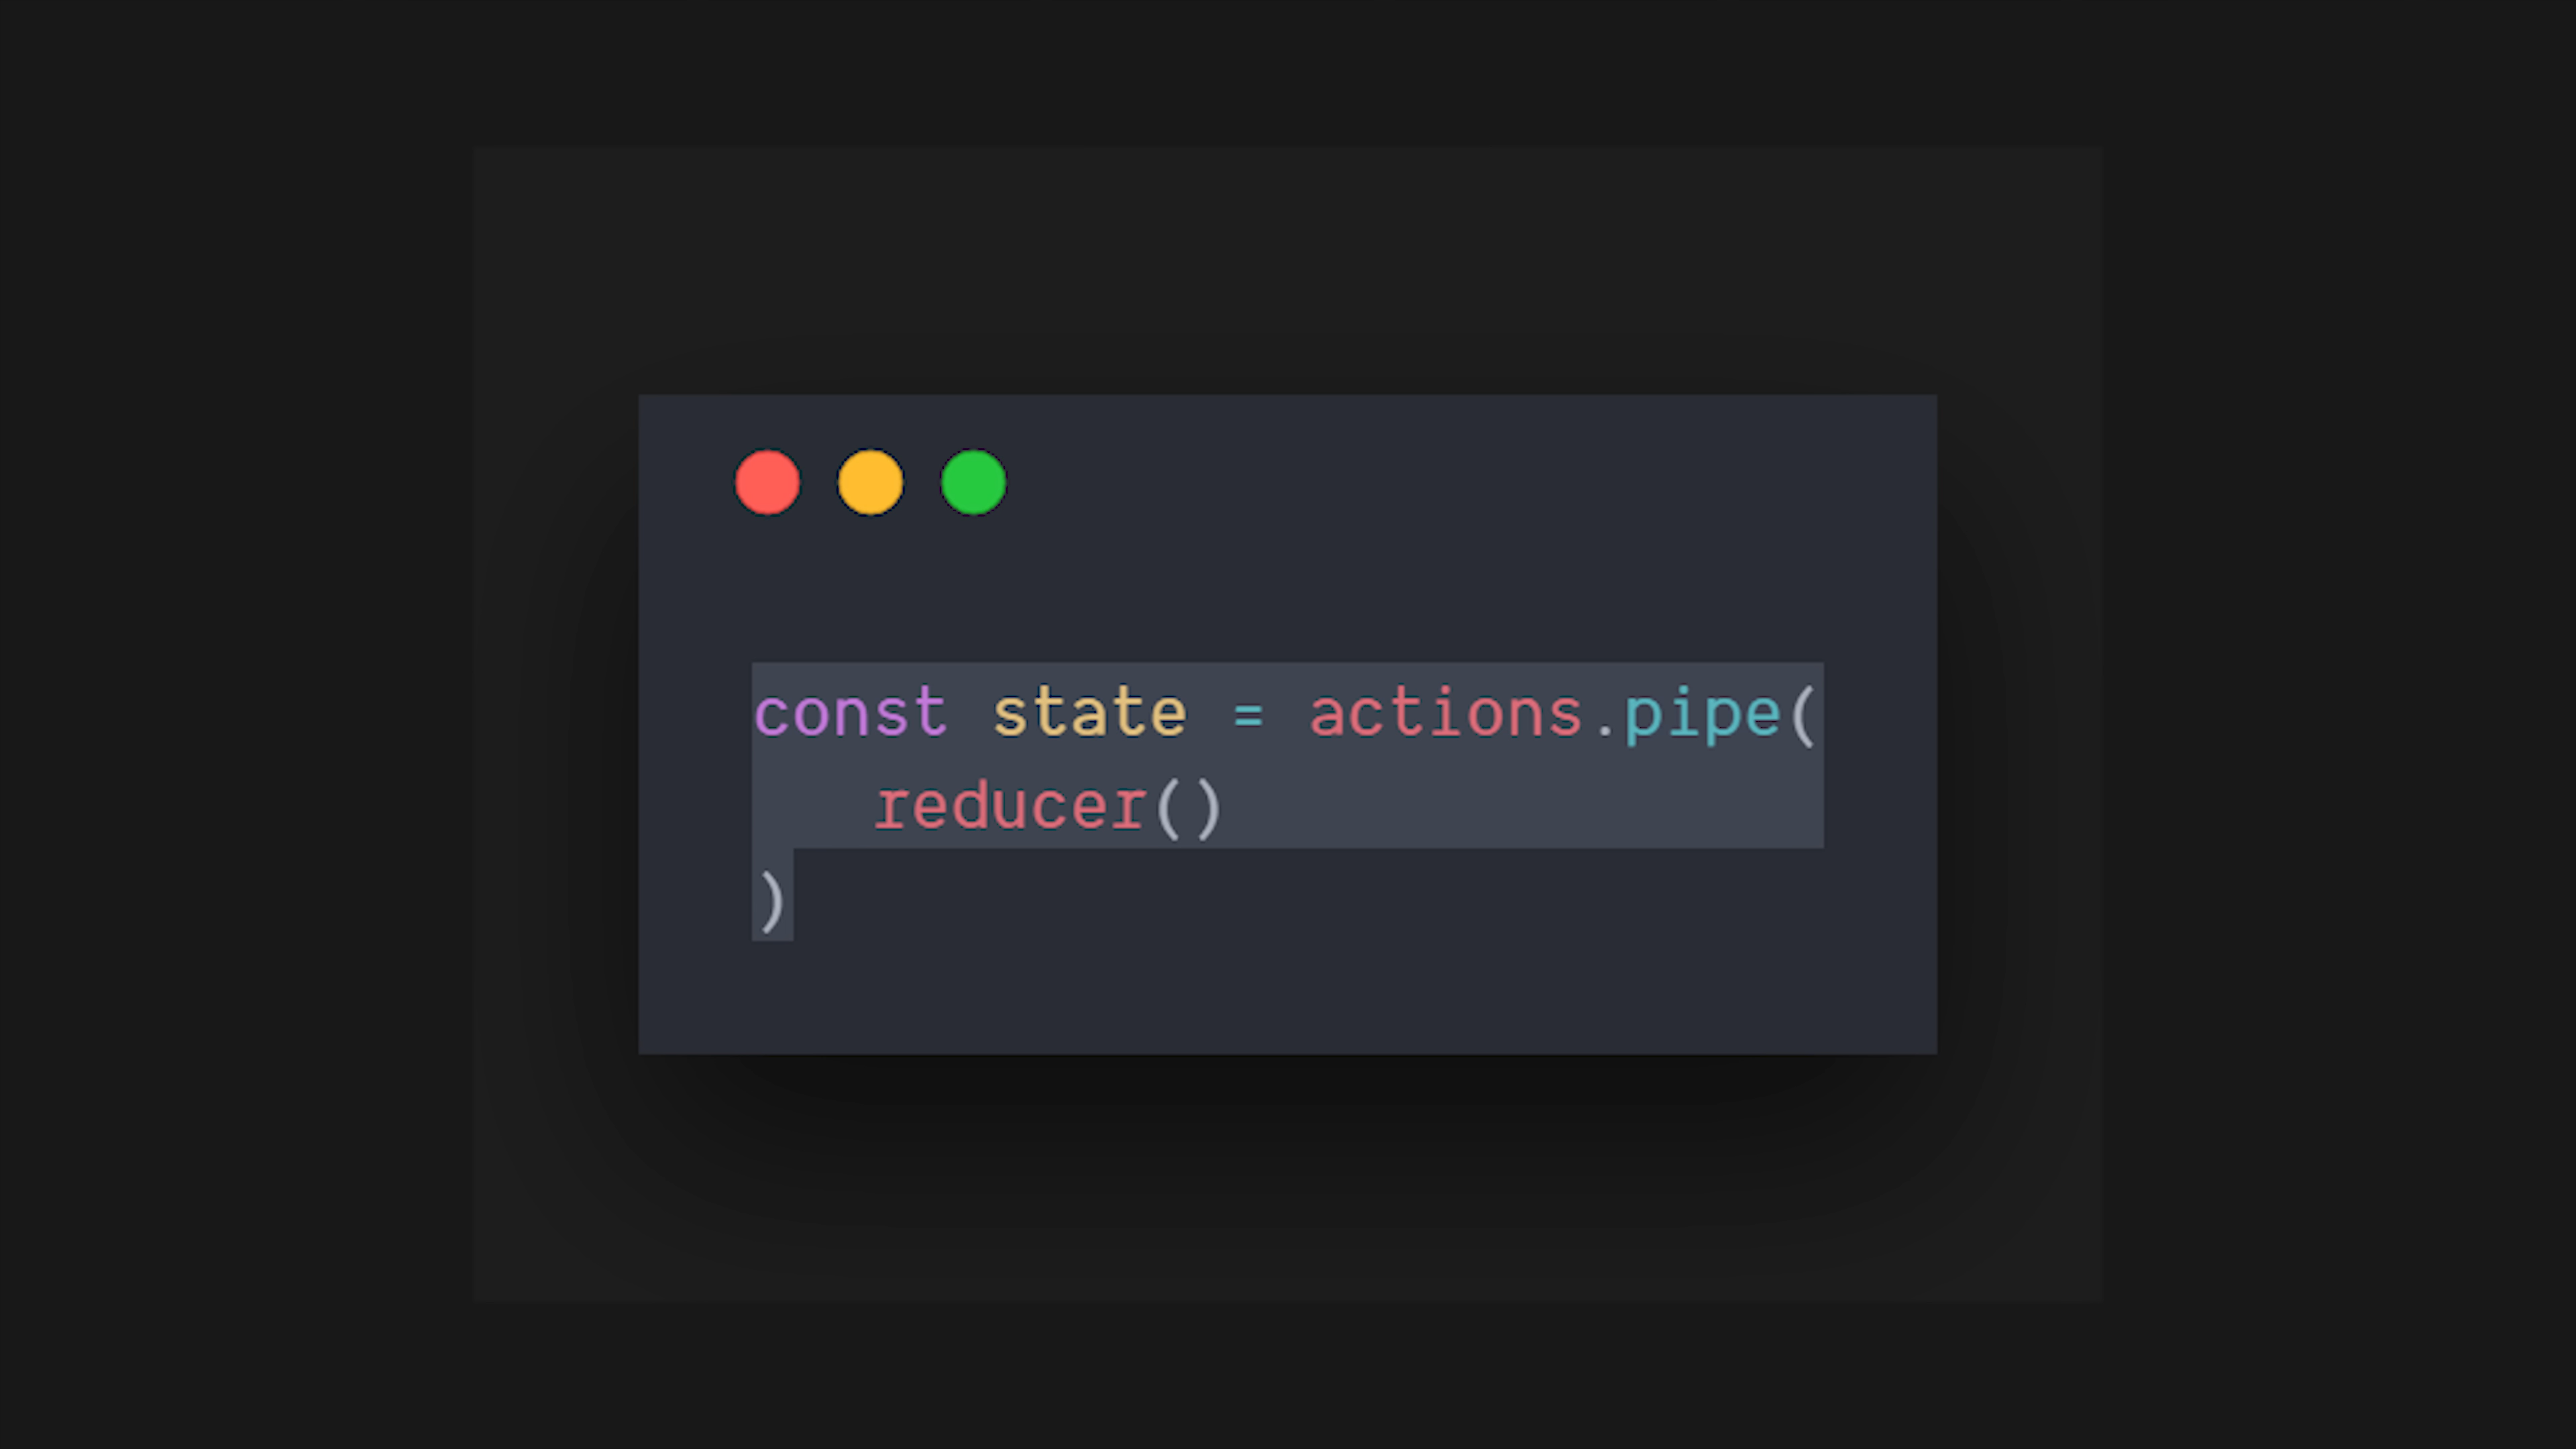 const state = actions.pipe(
   reducer()
)